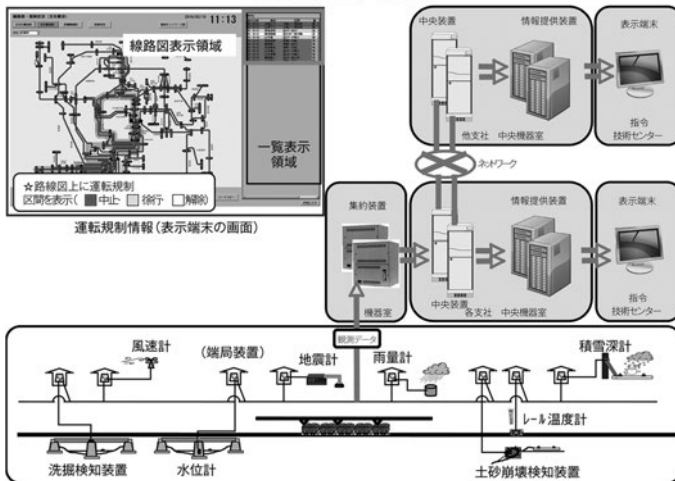 11:13
線路図表示領域
一覧表示
領域
☆路線図上に運転規制
区間を表示( 中止 徐行 解除)
運転規制情報(表示端末の画面)
中央装置
情報提供装置
表示端末
他支社 中央機器室
指令
技術センター
ネットワーク
集約装置
情報提供装置
表示端末
機器室
中央装置
各支社 中央機器室
指令
技術センター
観測データ
風速計
(端局装置)
地震計
雨量計
積雪深計
レール温度計
洗掘検知装置
水位計
土砂崩壊検知装置